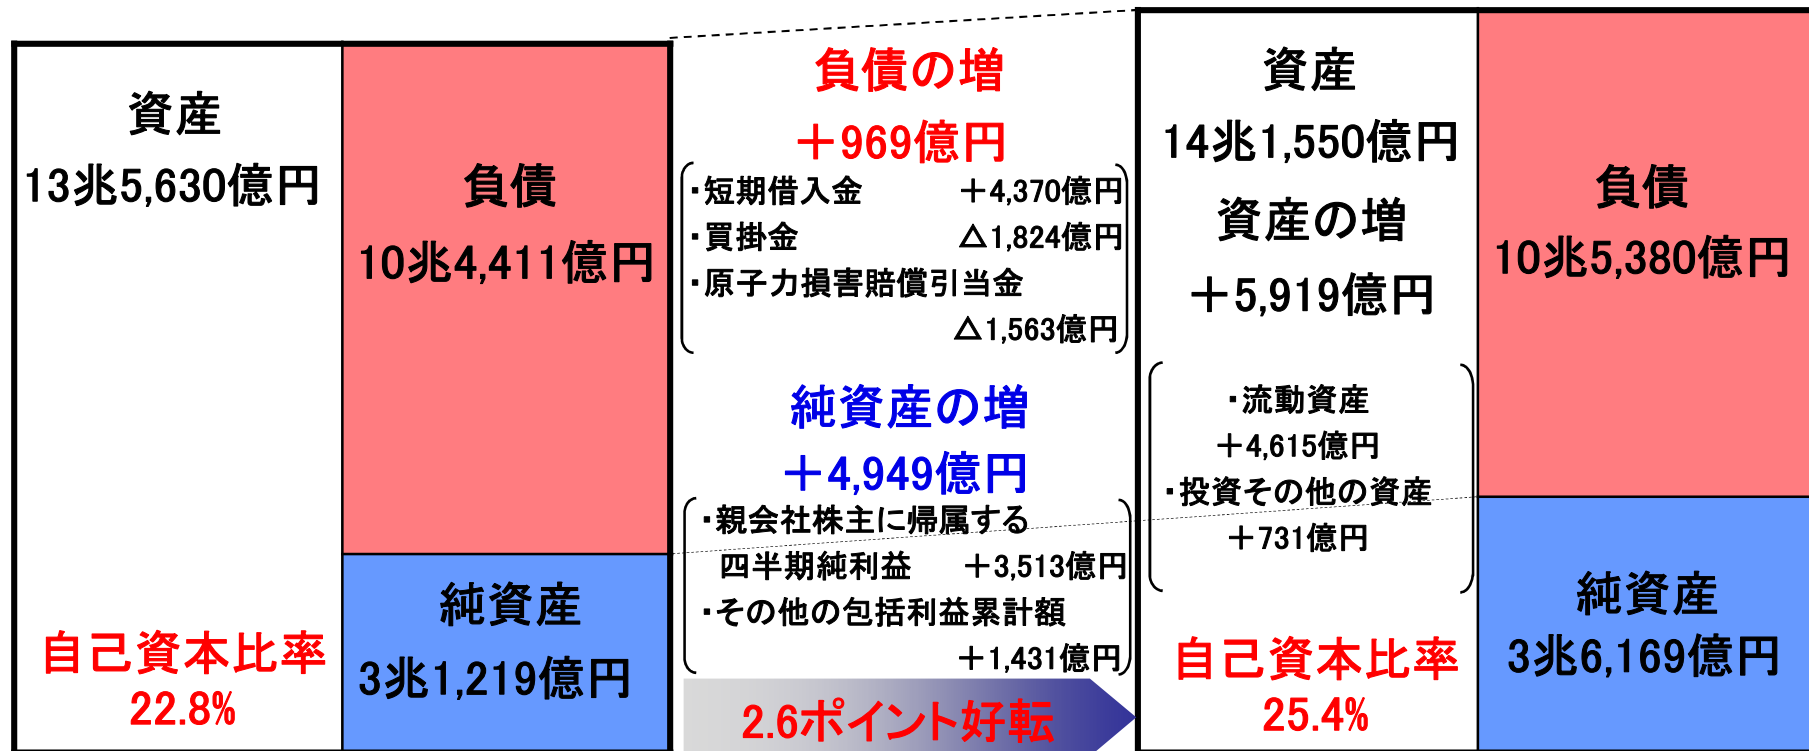 資産
13兆5,630億円
自己資本比率
22.8%
負債
10兆4,411億円
純資産
3兆1,219億円
負債の増
＋969億円
・短期借入金 ＋4,370億円
・買掛金 △1,824億円
・原子力損害賠償引当金
△1,563億円
純資産の増
＋4,949億円
・親会社株主に帰属する
四半期純利益 ＋3,513億円
・その他の包括利益累計額
＋1,431億円
2.6ポイント好転
資産
14兆1,550億円
資産の増
＋5,919億円
・流動資産
＋4,615億円
・投資その他の資産
＋731億円
自己資本比率
25.4%
負債
10兆5,380億円
純資産
3兆6,169億円